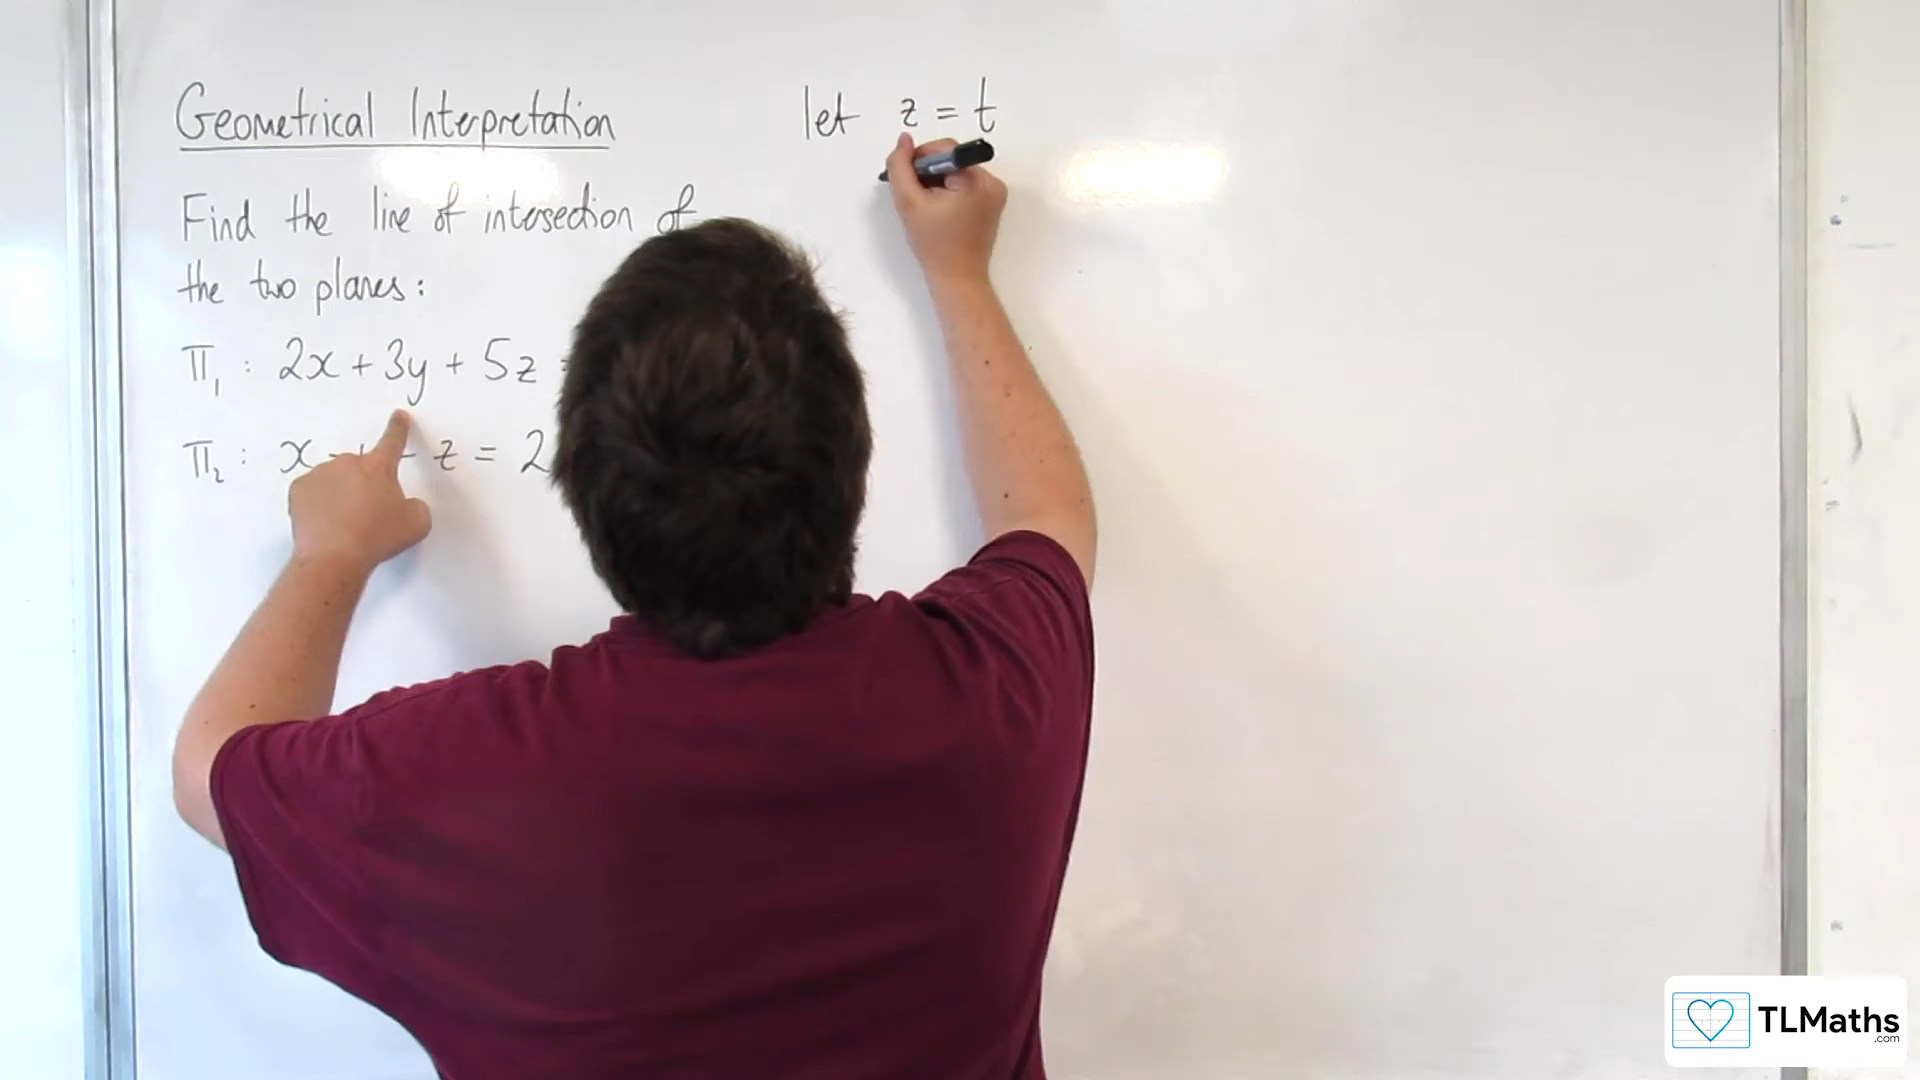 Geometrical Interpretation
Find the line of intersection of
the two planes:
π₁ : 2x + 3y + 5z
π₂ : x z = 2
let z = t
TLMaths
.com